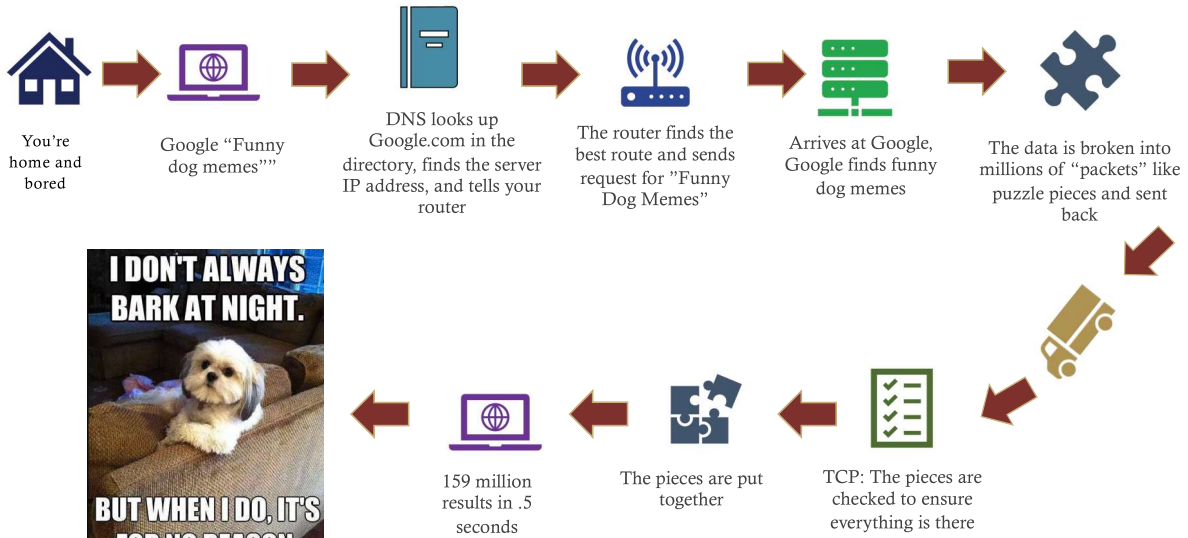 You're
home and
bored
Google “Funny
dog memes””
DNS looks up
Google.com in the
directory, finds the server
IP address, and tells your
router
The router finds the
best route and sends
request for ”Funny
Dog Memes”
Arrives at Google,
Google finds funny
dog memes
The data is broken into
millions of “packets” like
puzzle pieces and sent
back
TCP: The pieces are
checked to ensure
everything is there
The pieces are put
together
159 million
results in .5
seconds
I DON'T ALWAYS
BARK AT NIGHT.
BUT WHEN I DO, IT'S
FOR NO REASON